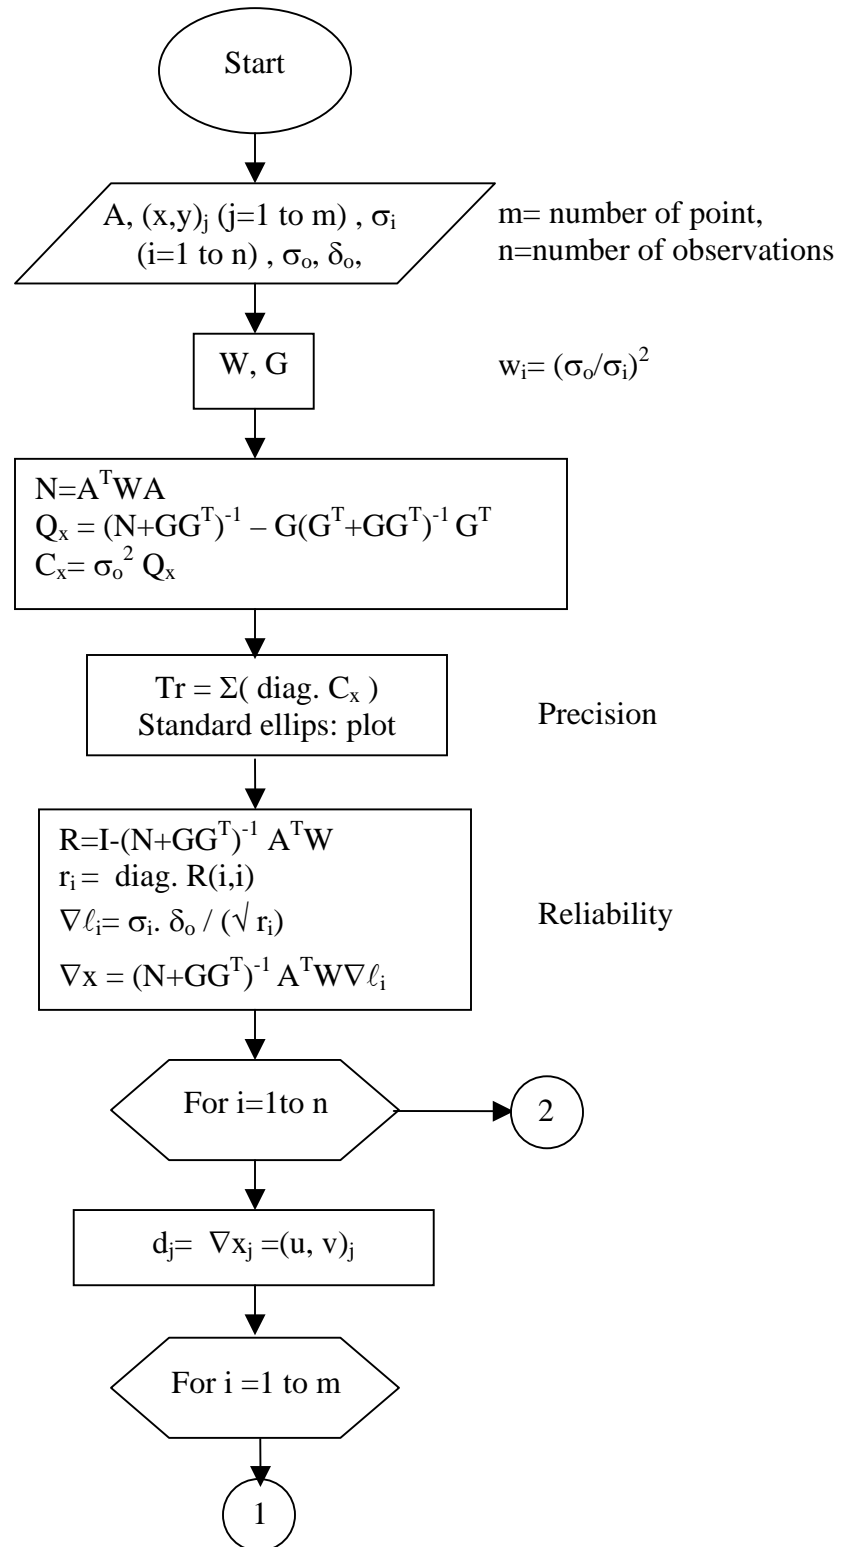 Start
A, (x,y)j (j=1 to m) , σi
(i=1 to n) , σo, δo,
m= number of point,
n=number of observations
W, G
wi= (σo/σi)2
N=ATWA
Qx = (N+GGT)-1 – G(GT+GGT)-1 GT
Cx= σo2 Qx
Tr = Σ( diag. Cx )
Standard ellips: plot
Precision
R=I-(N+GGT)-1 ATW
ri = diag. R(i,i)
∇ℓi= σi. δo / (√ ri)
∇x = (N+GGT)-1 ATW∇ℓi
Reliability
For i=1to n
2
dj= ∇xj =(u, v)j
For i =1 to m
1